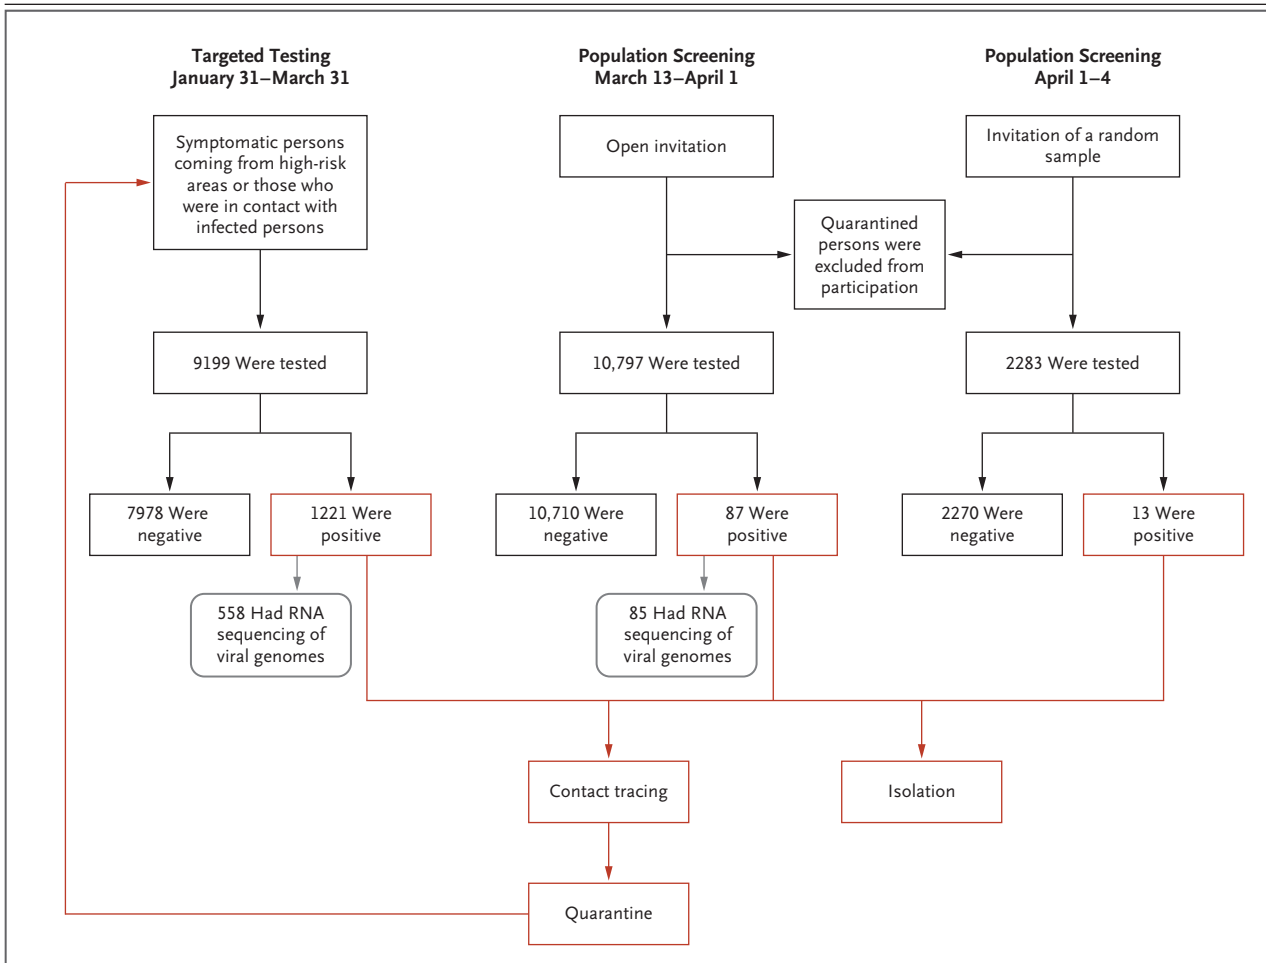 Targeted Testing
January 31–March 31
Population Screening
March 13–April 1
Population Screening
April 1–4
Symptomatic persons
coming from high-risk
areas or those who
were in contact with
infected persons
Open invitation
Invitation of a random
sample
Quarantined
persons were
excluded from
participation
9199 Were tested
10,797 Were tested
2283 Were tested
7978 Were
negative
1221 Were
positive
10,710 Were
negative
87 Were
positive
2270 Were
negative
13 Were
positive
558 Had RNA
sequencing of
viral genomes
85 Had RNA
sequencing of
viral genomes
Contact tracing
Isolation
Quarantine